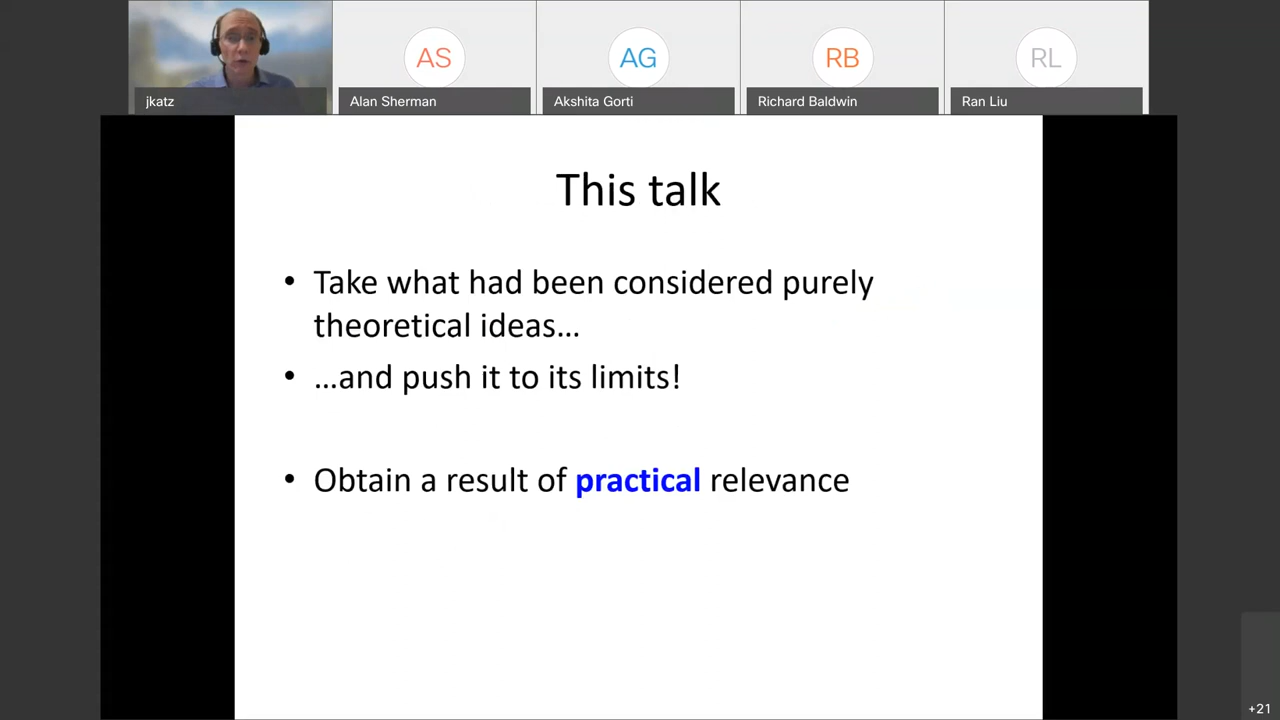 AS
AG
RB
RL
jkatz
Alan Sherman
Akshita Gorti
Richard Baldwin
Ran Liu
This talk
• Take what had been considered purely
theoretical ideas…
• …and push it to its limits!
• Obtain a result of practical relevance
+21